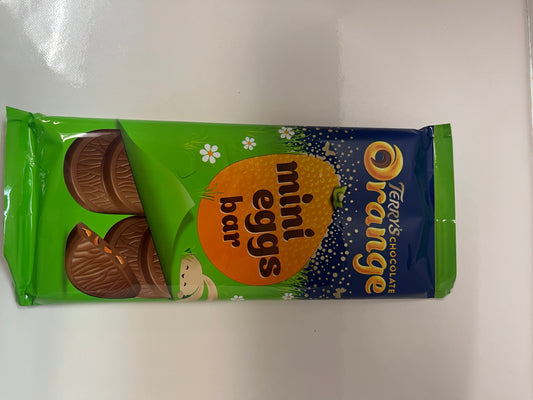 TERRY'S CHOCOLATE
Orange
mini
eggs
bar